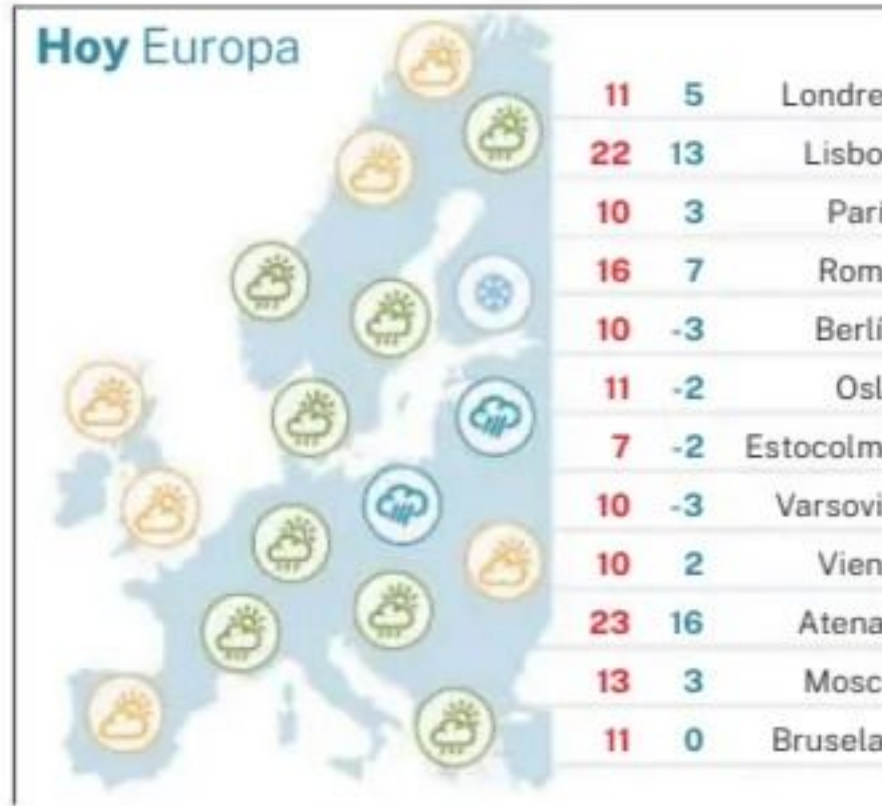 Hoy Europa
11 5 Londre
22 13 Lisbo
10 3 Parí
16 7 Rom
10 -3 Berlí
11 -2 Osl
7 -2 Estocolm
10 -3 Varsovi
10 2 Vien
23 16 Atena
13 3 Mosc
11 0 Brusela